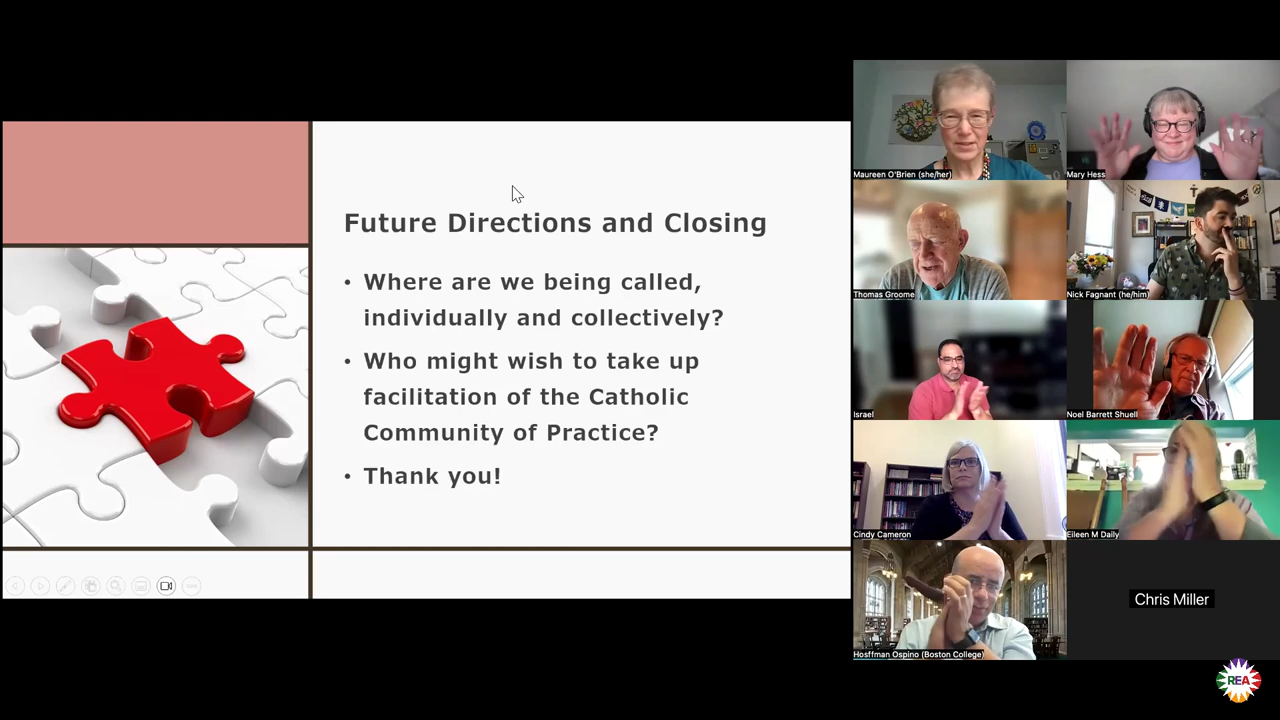 Future Directions and Closing
• Where are we being called,
individually and collectively?
• Who might wish to take up
facilitation of the Catholic
Community of Practice?
• Thank you!
Maureen O'Brien (she/her)
Mary Hess
Thomas Groome
Nick Fagnant (he/him)
Israel
Noel Barrett Shuell
Cindy Cameron
Eileen M Daily
Hosffman Ospino (Boston College)
Chris Miller
REA